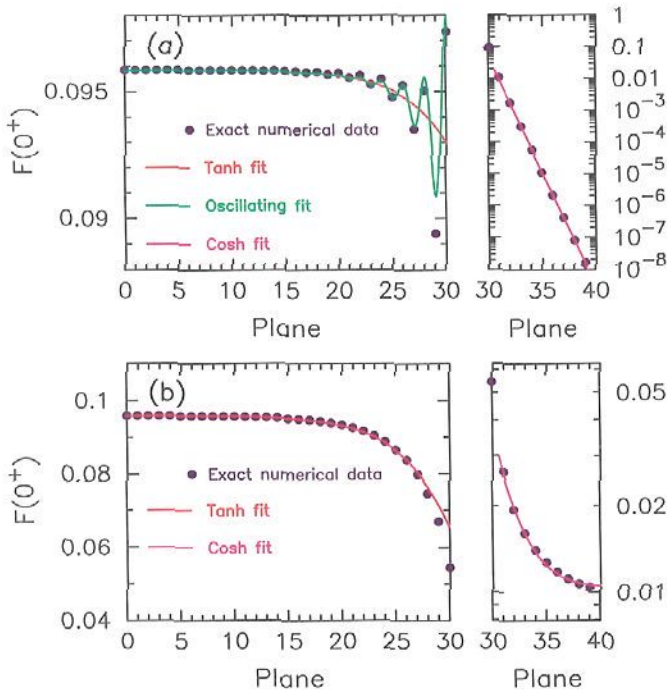 (a)
F(0⁺)
0.095
0.09
Exact numerical data
Tanh fit
Oscillating fit
Cosh fit
0 5 10 15 20 25 30
Plane
1
0.1
0.01
10⁻³
10⁻⁴
10⁻⁵
10⁻⁶
10⁻⁷
10⁻⁸
30 35 40
Plane
(b)
F(0⁺)
0.1
0.08
0.06
0.04
Exact numerical data
Tanh fit
Cosh fit
0 5 10 15 20 25 30
Plane
0.05
0.02
0.01
30 35 40
Plane